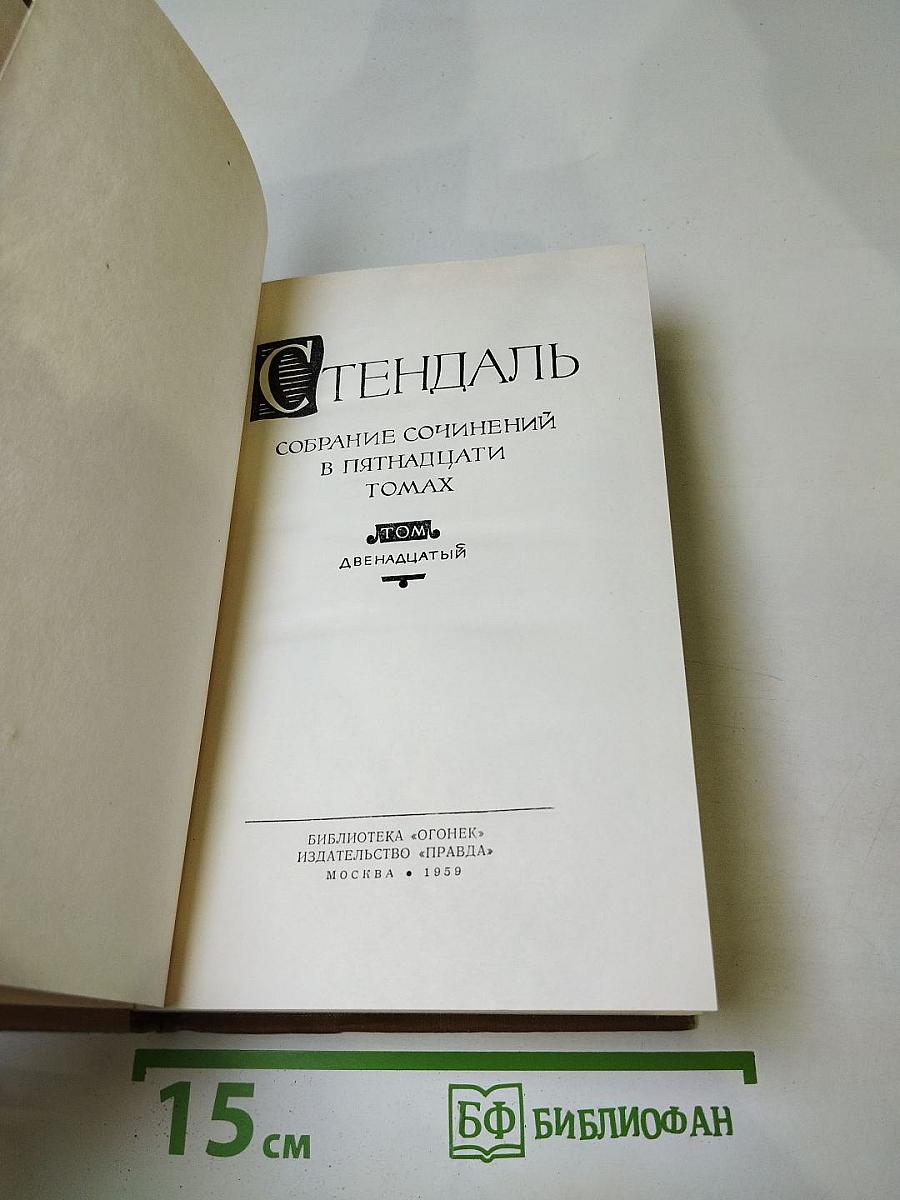 СТЕНДАЛЬ
СОБРАНИЕ СОЧИНЕНИЙ
В ПЯТНАДЦАТИ
ТОМАХ
ТОМ
ДВЕНАДЦАТЫЙ
БИБЛИОТЕКА «ОГОНЕК»
ИЗДАТЕЛЬСТВО «ПРАВДА»
МОСКВА • 1959
15 см
БФ БИБЛИОФАН